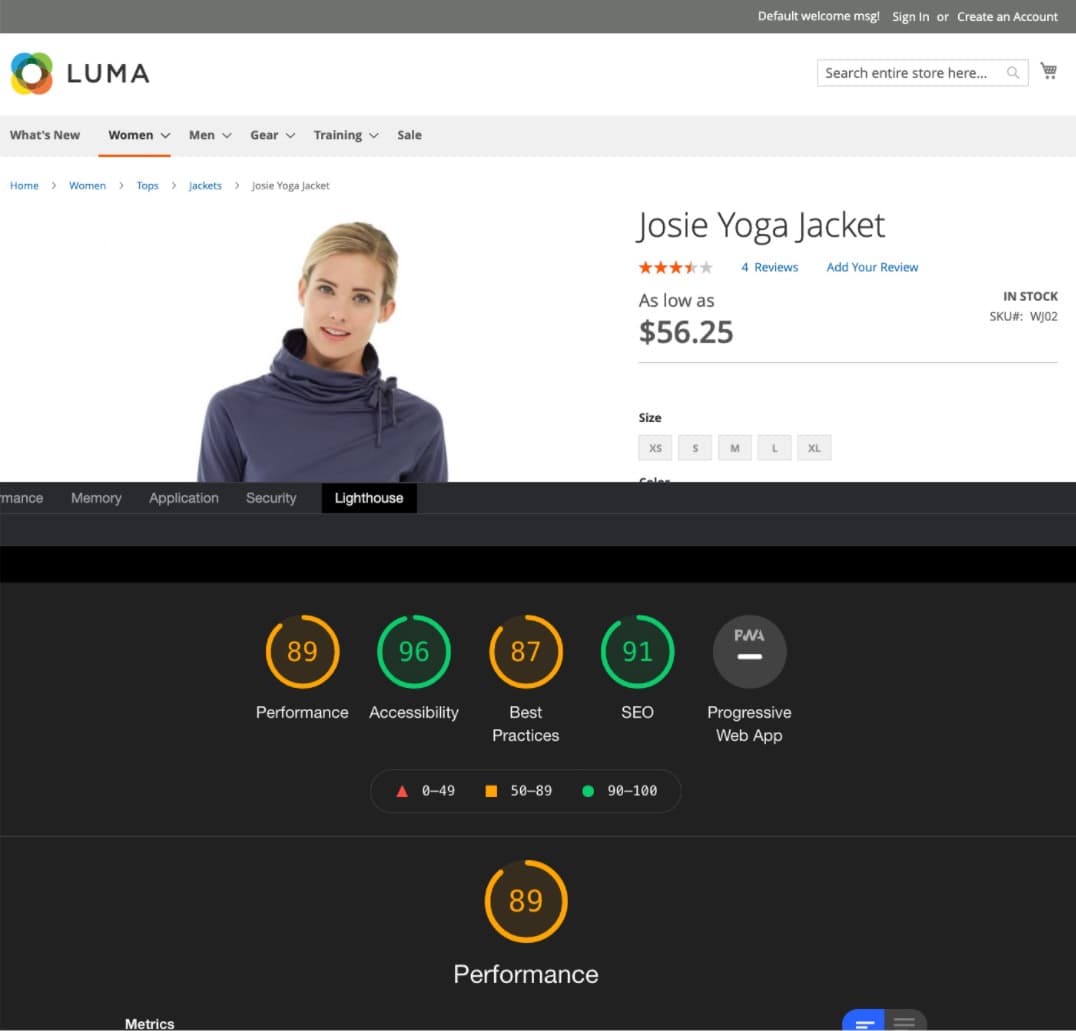 Default welcome msg! Sign In or Create an Account
LUMA
Search entire store here...
What's New Women Men Gear Training Sale
Home > Women > Tops > Jackets > Josie Yoga Jacket
Josie Yoga Jacket
4 Reviews Add Your Review
As low as
$56.25
IN STOCK
SKU#: WJ02
Size
XS S M L XL
Color
rmance Memory Application Security Lighthouse
89 96 87 91 PWA
Performance Accessibility Best Practices SEO Progressive Web App
0–49 50–89 90–100
89
Performance
Metrics